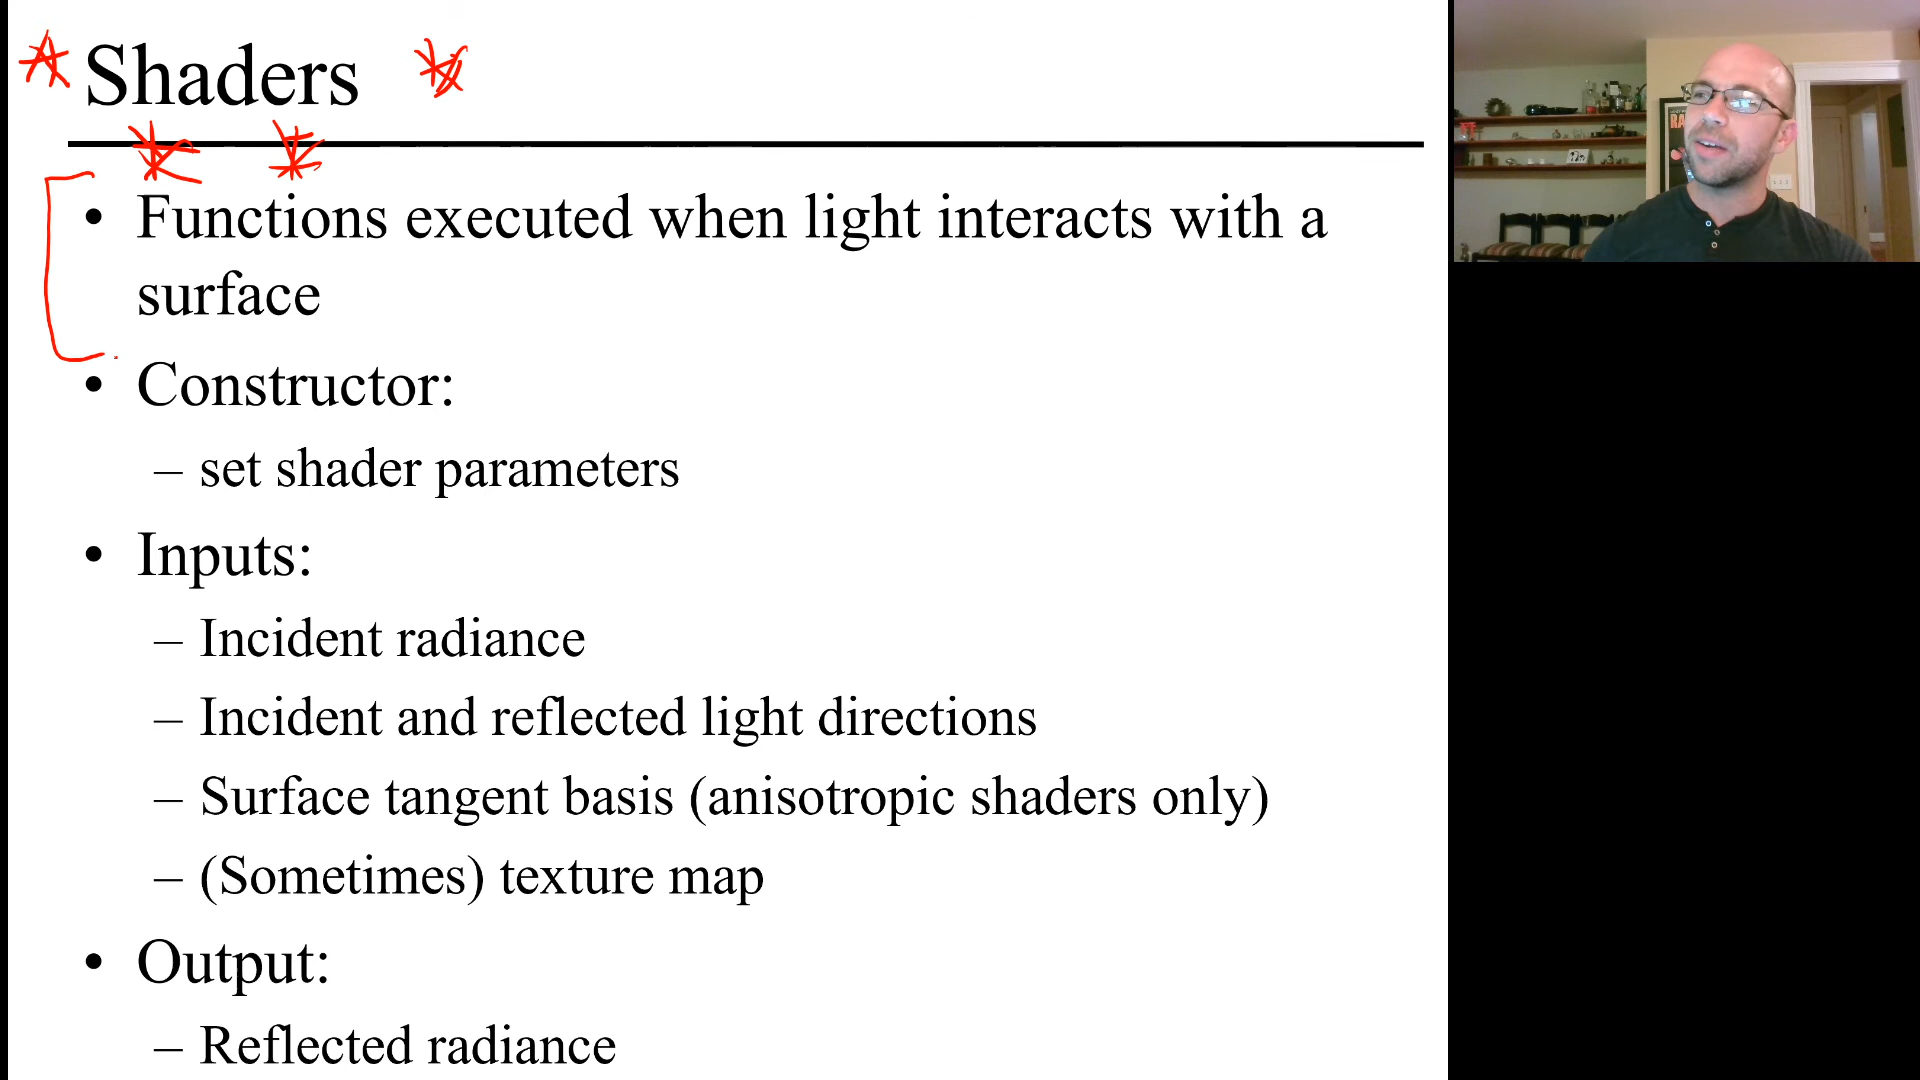 Shaders
• Functions executed when light interacts with a
surface
• Constructor:
– set shader parameters
• Inputs:
– Incident radiance
– Incident and reflected light directions
– Surface tangent basis (anisotropic shaders only)
– (Sometimes) texture map
• Output:
– Reflected radiance
RA